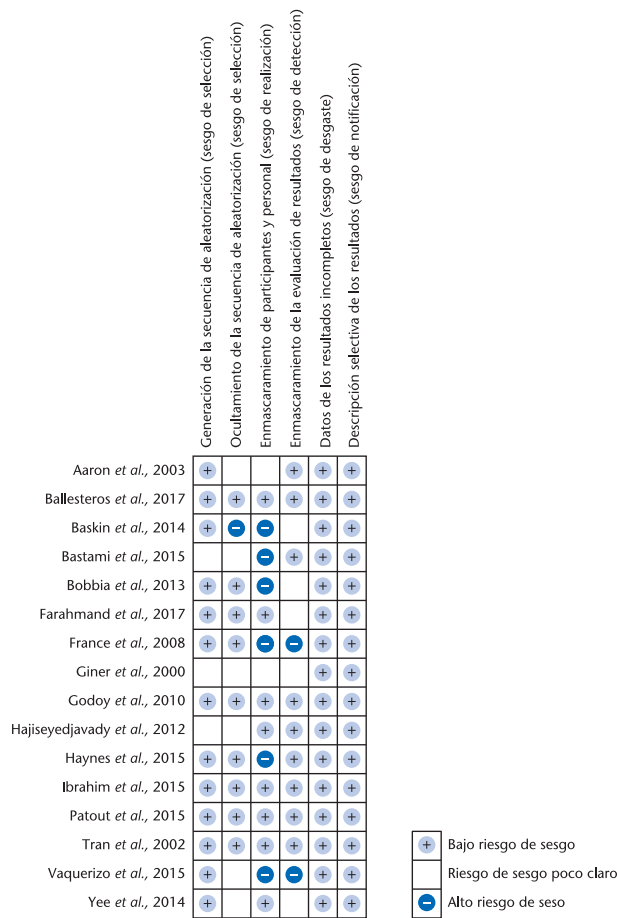 Generación de la secuencia de aleatorización (sesgo de selección)
Ocultamiento de la secuencia de aleatorización (sesgo de selección)
Enmascaramiento de participantes y personal (sesgo de realización)
Enmascaramiento de la evaluación de resultados (sesgo de detección)
Datos de los resultados incompletos (sesgo de desgaste)
Descripción selectiva de los resultados (sesgo de notificación)
Aaron et al., 2003 + + + +
Ballesteros et al., 2017 + + + + + +
Baskin et al., 2014 + − − + +
Bastami et al., 2015 − + + +
Bobbia et al., 2013 + + − + +
Farahmand et al., 2017 + + + + +
France et al., 2008 + + − − + +
Giner et al., 2000 + +
Godoy et al., 2010 + + + + + +
Hajiseyedjavady et al., 2012 + + + +
Haynes et al., 2015 + + − + + +
Ibrahim et al., 2015 + + + + + +
Patout et al., 2015 + + + + + +
Tran et al., 2002 + + + + + +
Vaquerizo et al., 2015 + − − + +
Yee et al., 2014 + + + +
+ Bajo riesgo de sesgo
Riesgo de sesgo poco claro
− Alto riesgo de seso